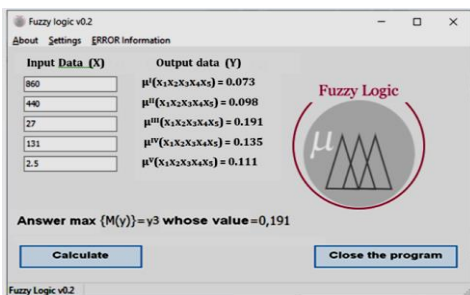 Fuzzy logic v0.2
About Settings ERROR Information
Input Data (X) Output data (Y)
860 μᴵ(x₁x₂x₃x₄x₅) = 0.073
440 μᴵᴵ(x₁x₂x₃x₄x₅) = 0.098
27 μᴵᴵᴵ(x₁x₂x₃x₄x₅) = 0.191
131 μᴵⱽ(x₁x₂x₃x₄x₅) = 0.135
2.5 μⱽ(x₁x₂x₃x₄x₅) = 0.111
Fuzzy Logic
μ
Answer max {M(y)}=y3 whose value=0,191
Calculate Close the program
Fuzzy Logic v0.2